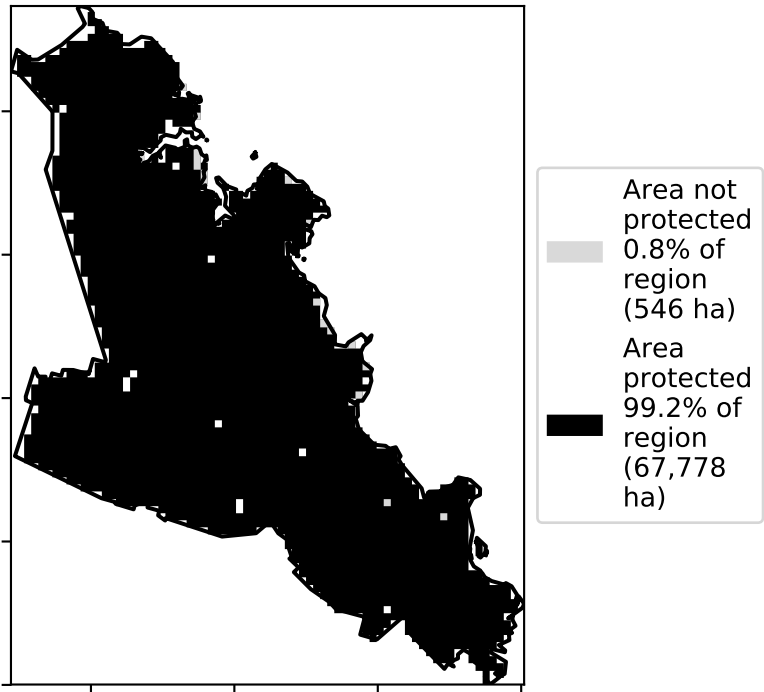 Area not
protected
0.8% of
region
(546 ha)
Area
protected
99.2% of
region
(67,778
ha)